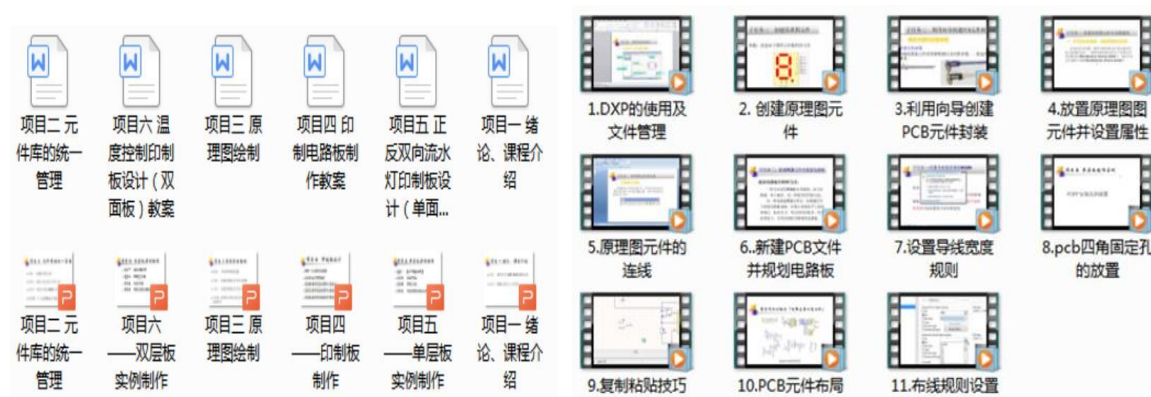 项目二 元
件库的统一
管理
项目六 温
度控制印制
板设计（双
面板）教案
项目三 原
理图绘制
项目四 印
制电路板制
作教案
项目五 正
反双向流水
灯印制板设
计（单面...
项目一 绪
论、课程介
绍
项目二 元
件库的统一
管理
项目六
——双层板
实例制作
项目三 原
理图绘制
项目四
——印制板
制作
项目五
——单层板
实例制作
项目一 绪
论、课程介
绍
1.DXP的使用及
文件管理
2. 创建原理图元
件
3.利用向导创建
PCB元件封装
4.放置原理图图
元件并设置属性
5.原理图元件的
连线
6..新建PCB文件
并规划电路板
7.设置导线宽度
规则
8.pcb四角固定孔
的放置
9.复制粘贴技巧
10.PCB元件布局
11.布线规则设置